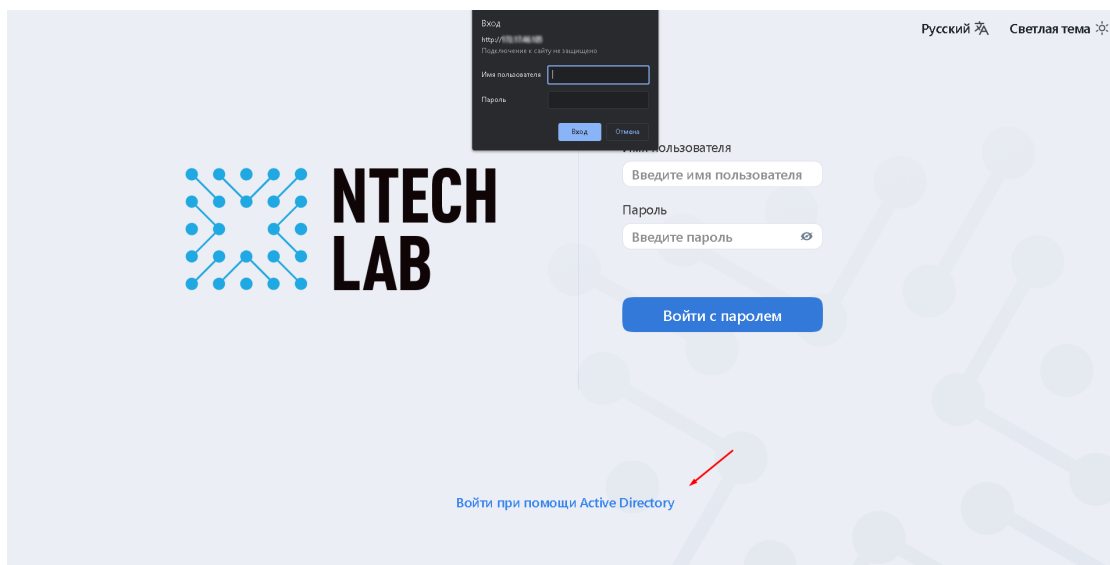 Вход
http://
Подключение к сайту не защищено
Имя пользователя
Пароль
Вход Отмена
Русский Светлая тема
NTECH
LAB
Имя пользователя
Введите имя пользователя
Пароль
Введите пароль
Войти с паролем
Войти при помощи Active Directory